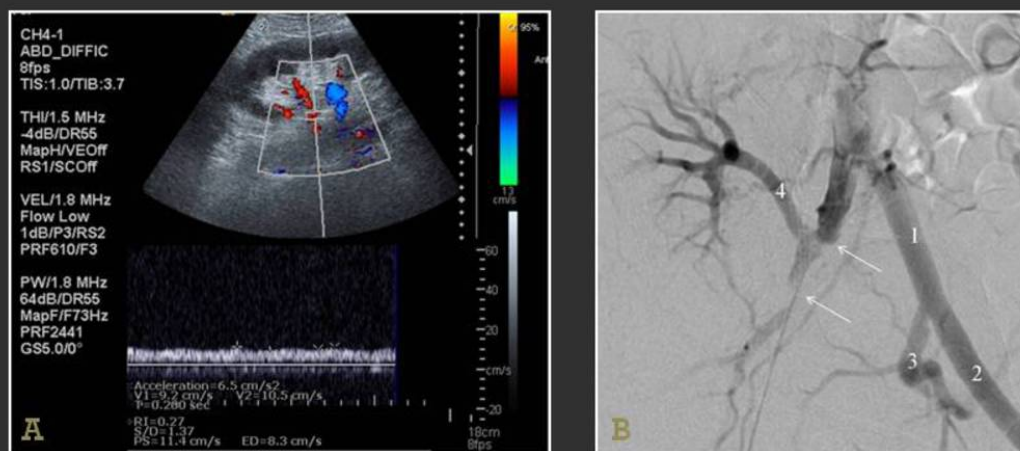 CH4-1
ABD_DIFFIC
8fps
TIS:1.0/TIB:3.7
THI/1.5 MHz
-4dB/DR55
MapH/VEOff
RS1/SCOff
VEL/1.8 MHz
Flow Low
1dB/P3/RS2
PRF610/F3
PW/1.8 MHz
64dB/DR55
MapF/F73Hz
PRF2441
GS5.0/0°
95%
13
cm/s
60
40
20
cm/s
-20
Acceleration=6.5 cm/s2
V1=9.2 cm/s V2=10.5 cm/s
T=0.280 sec
RI=0.27
S/D=1.37
PS=11.4 cm/s ED=8.3 cm/s
18cm
8fps
A
1
4
3
2
B